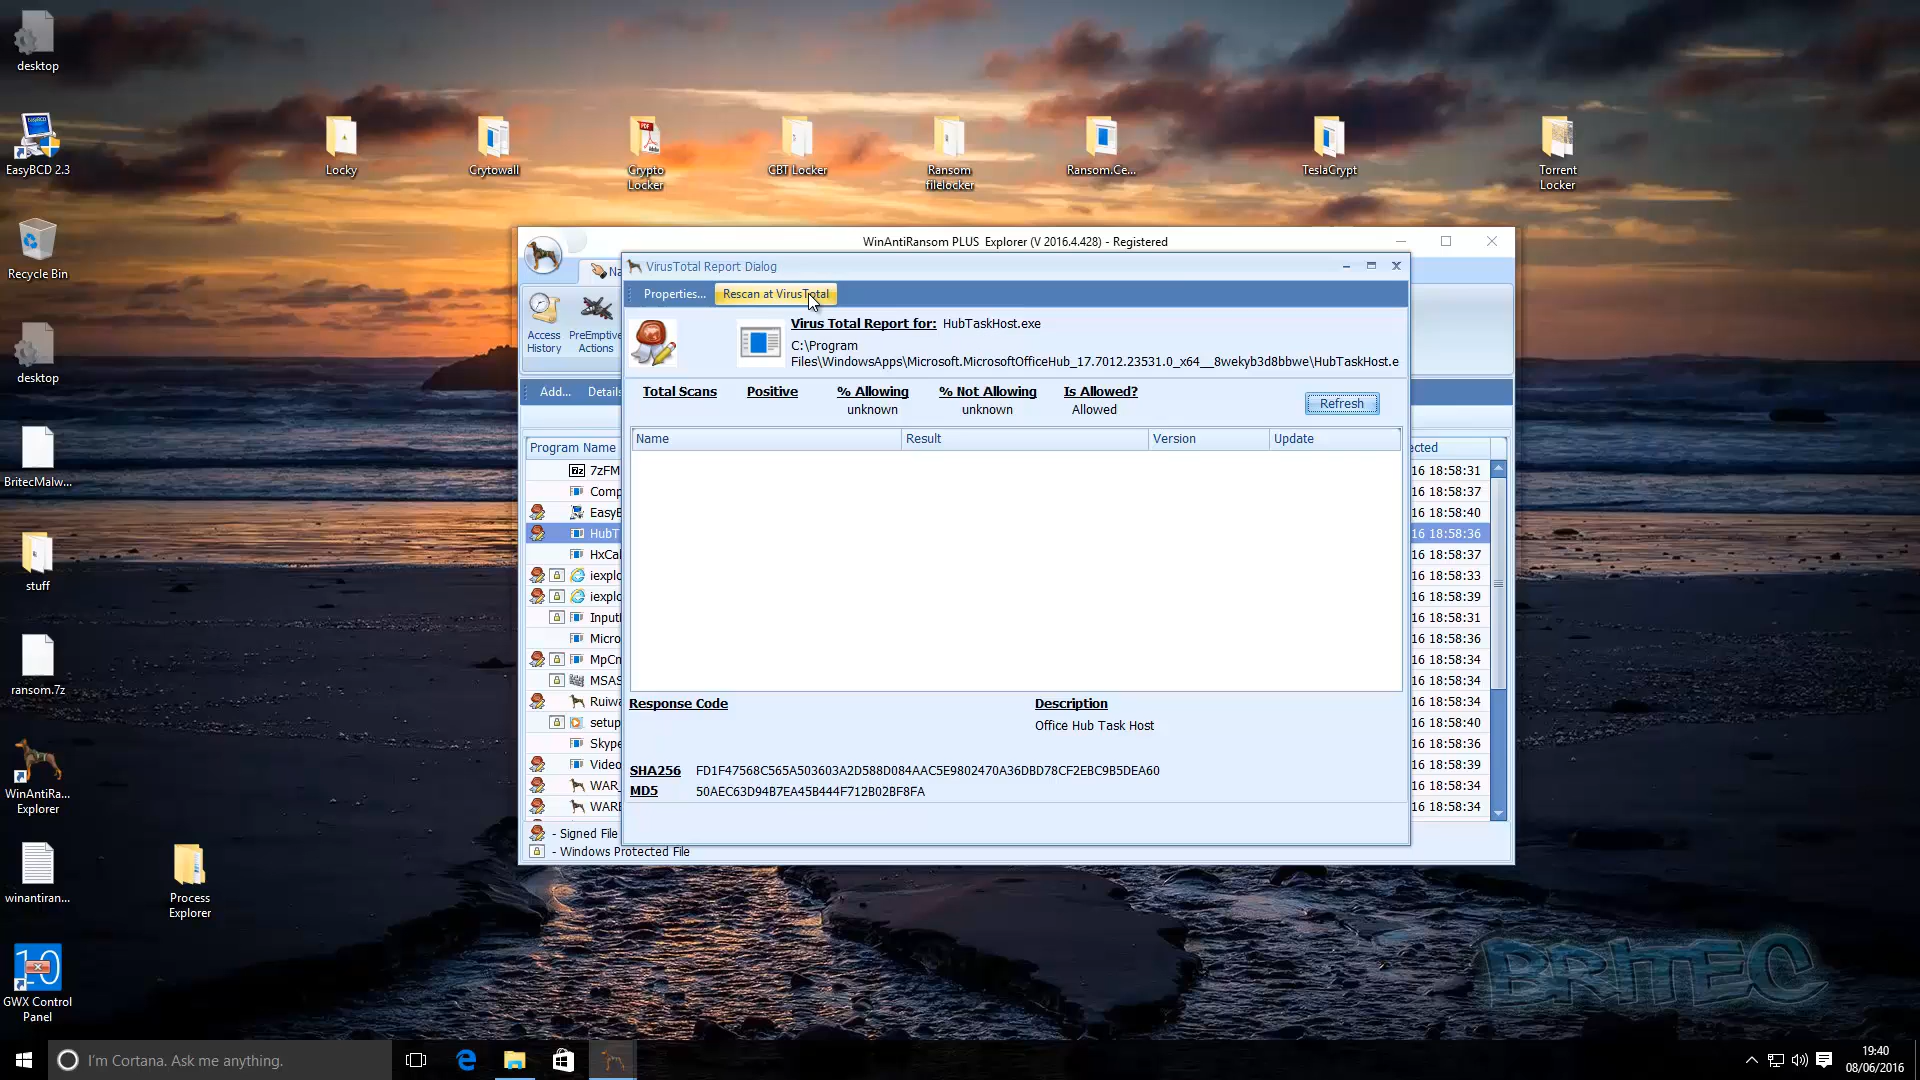 desktop
EasyBCD 2.3
Recycle Bin
desktop
BritecMalw...
stuff
ransom.7z
WinAntiRa...
Explorer
winantiran...
Process
Explorer
GWX Control
Panel
Locky
Crytowall
Crypto
Locker
CBT Locker
Ransom
filelocker
Ransom.Ce...
TeslaCrypt
Torrent
Locker
WinAntiRansom PLUS Explorer (V 2016.4.428) - Registered
Na
Access
History
PreEmptive
Actions
Add...
Details
Program Name
ected
7zFM
16 18:58:31
Comp
16 18:58:37
EasyB
16 18:58:40
HubT
16 18:58:36
HxCal
16 18:58:37
iexplo
16 18:58:33
iexplo
16 18:58:39
Input
16 18:58:31
Micro
16 18:58:36
MpCm
16 18:58:34
MSAS
16 18:58:34
Ruiwa
16 18:58:34
setup
16 18:58:40
Skype
16 18:58:36
Video
16 18:58:39
WAR_
16 18:58:34
WARE
16 18:58:34
- Signed File
- Windows Protected File
VirusTotal Report Dialog
Properties...
Rescan at VirusTotal
Virus Total Report for: HubTaskHost.exe
C:\Program
Files\WindowsApps\Microsoft.MicrosoftOfficeHub_17.7012.23531.0_x64__8wekyb3d8bbwe\HubTaskHost.e
Total Scans Positive % Allowing % Not Allowing Is Allowed?
unknown unknown Allowed
Refresh
Name Result Version Update
Response Code Description
Office Hub Task Host
SHA256 FD1F47568C565A503603A2D588D084AAC5E9802470A36DBD78CF2EBC9B5DEA60
MD5 50AEC63D94B7EA45B444F712B02BF8FA
BRITEC
I'm Cortana. Ask me anything.
19:40
08/06/2016